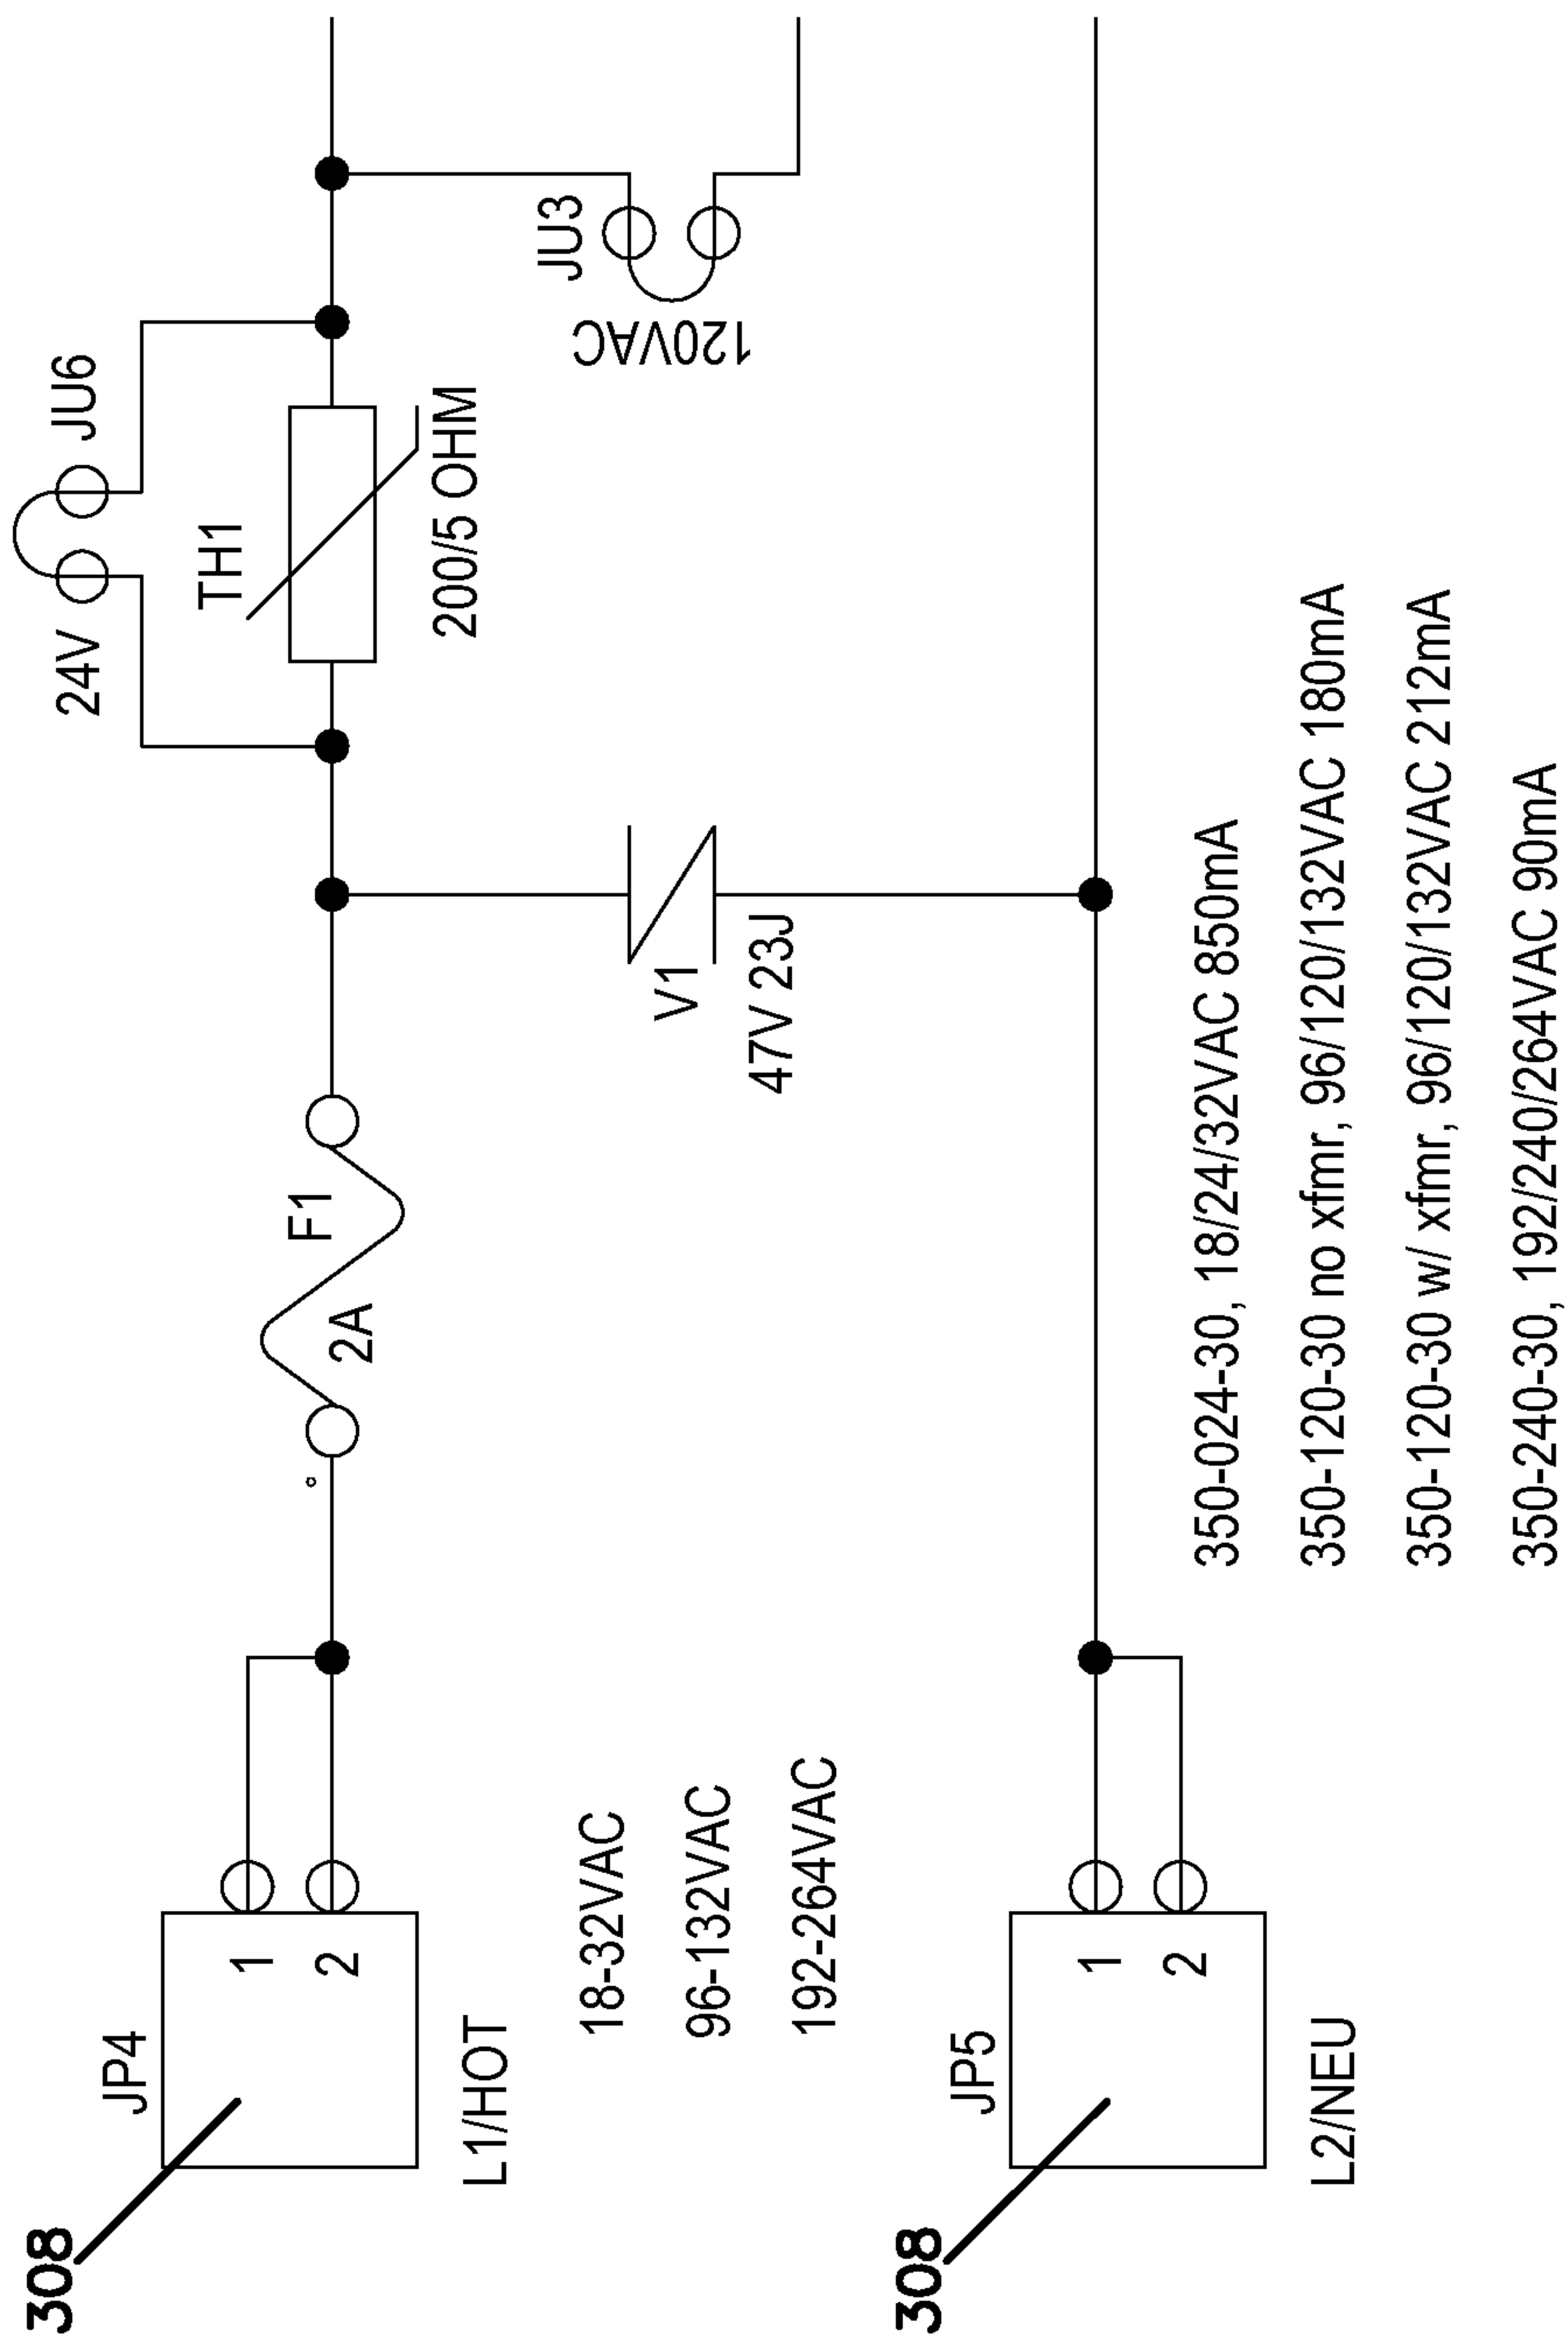 308
JP4
1
2
L1/HOT
18-32VAC
96-132VAC
192-264VAC
308
JP5
1
2
L2/NEU
F1
2A
V1
47V 23J
24V
JU6
TH1
200/5 OHM
JU3
120VAC
350-024-30, 18/24/32VAC 850mA
350-120-30 no xfmr, 96/120/132VAC 180mA
350-120-30 w/ xfmr, 96/120/132VAC 212mA
350-240-30, 192/240/264VAC 90mA